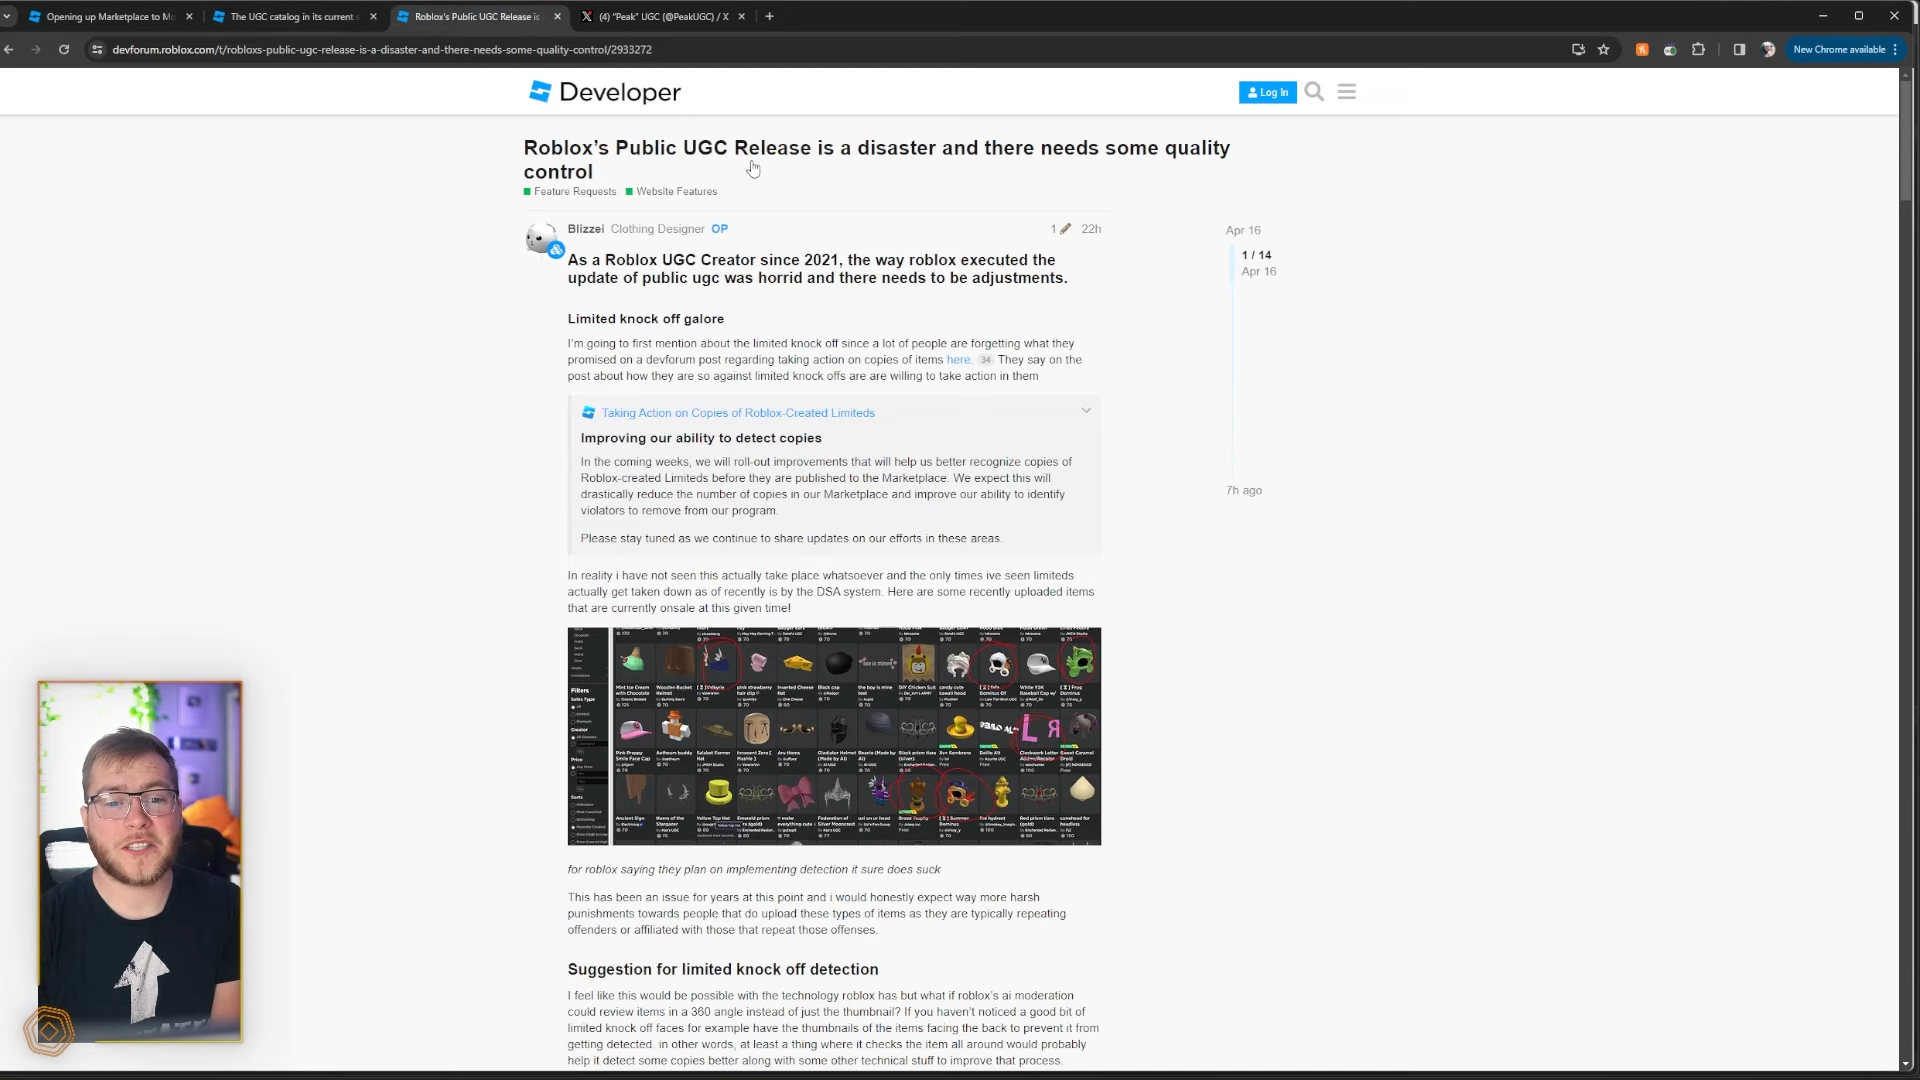 Opening up Marketplace to Mo
The UGC catalog in its current
Roblox's Public UGC Release is
(4) "Peak" UGC (@PeakUGC) / X
devforum.roblox.com/t/robloxs-public-ugc-release-is-a-disaster-and-there-needs-some-quality-control/2933272
New Chrome available
Developer
Log In
Roblox's Public UGC Release is a disaster and there needs some quality
control
Feature Requests Website Features
Blizzei Clothing Designer OP 1 22h
As a Roblox UGC Creator since 2021, the way roblox executed the
update of public ugc was horrid and there needs to be adjustments.
Limited knock off galore
I'm going to first mention about the limited knock off since a lot of people are forgetting what they
promised on a devforum post regarding taking action on copies of items here. 34 They say on the
post about how they are so against limited knock offs are are willing to take action in them
Taking Action on Copies of Roblox-Created Limiteds
Improving our ability to detect copies
In the coming weeks, we will roll-out improvements that will help us better recognize copies of
Roblox-created Limiteds before they are published to the Marketplace. We expect this will
drastically reduce the number of copies in our Marketplace and improve our ability to identify
violators to remove from our program.
Please stay tuned as we continue to share updates on our efforts in these areas.
In reality i have not seen this actually take place whatsoever and the only times ive seen limiteds
actually get taken down as of recently is by the DSA system. Here are some recently uploaded items
that are currently onsale at this given time!
for roblox saying they plan on implementing detection it sure does suck
This has been an issue for years at this point and i would honestly expect way more harsh
punishments towards people that do upload these types of items as they are typically repeating
offenders or affiliated with those that repeat those offenses.
Suggestion for limited knock off detection
I feel like this would be possible with the technology roblox has but what if roblox's ai moderation
could review items in a 360 angle instead of just the thumbnail? If you haven't noticed a good bit of
limited knock off faces for example have the thumbnails of the items facing the back to prevent it from
getting detected. in other words, at least a thing where it checks the item all around would probably
help it detect some copies better along with some other technical stuff to improve that process.
Apr 16
1 / 14
Apr 16
7h ago